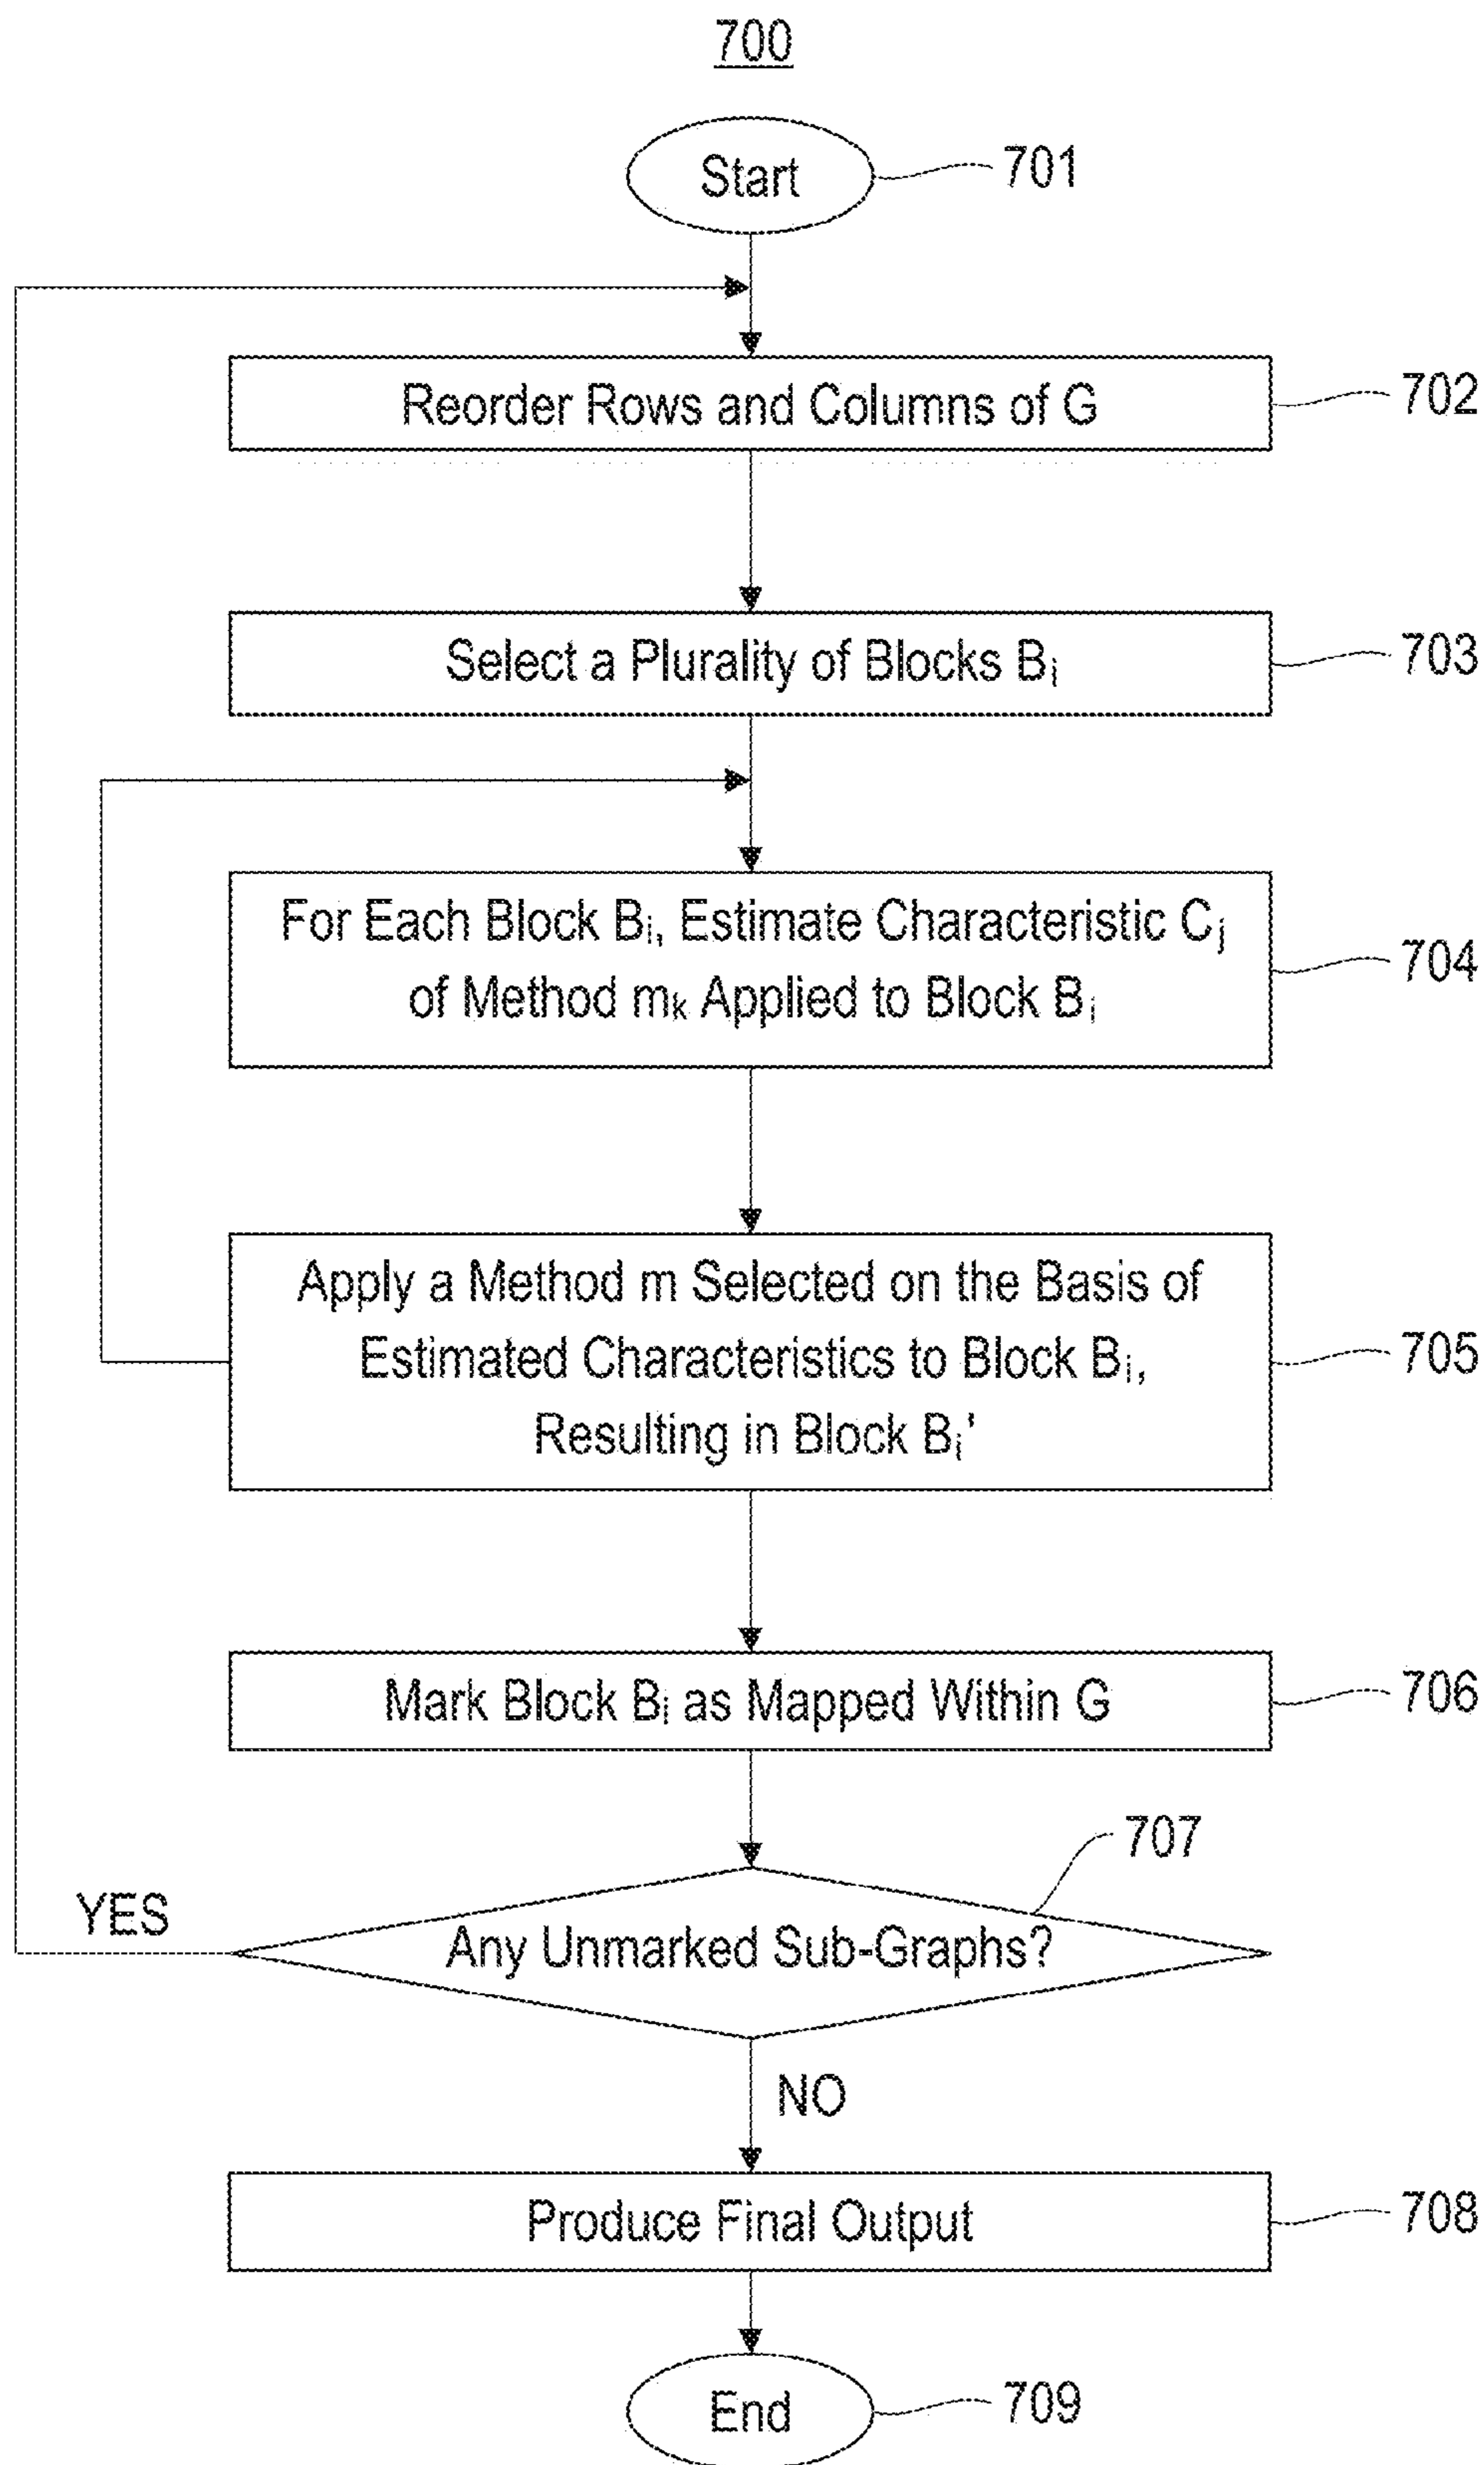 700
Start
701
Reorder Rows and Columns of G
702
Select a Plurality of Blocks Bi
703
For Each Block Bi, Estimate Characteristic Cj
of Method mk Applied to Block Bi
704
Apply a Method m Selected on the Basis of
Estimated Characteristics to Block Bi,
Resulting in Block Bi'
705
Mark Block Bi as Mapped Within G
706
707
YES
Any Unmarked Sub-Graphs?
NO
Produce Final Output
708
End
709